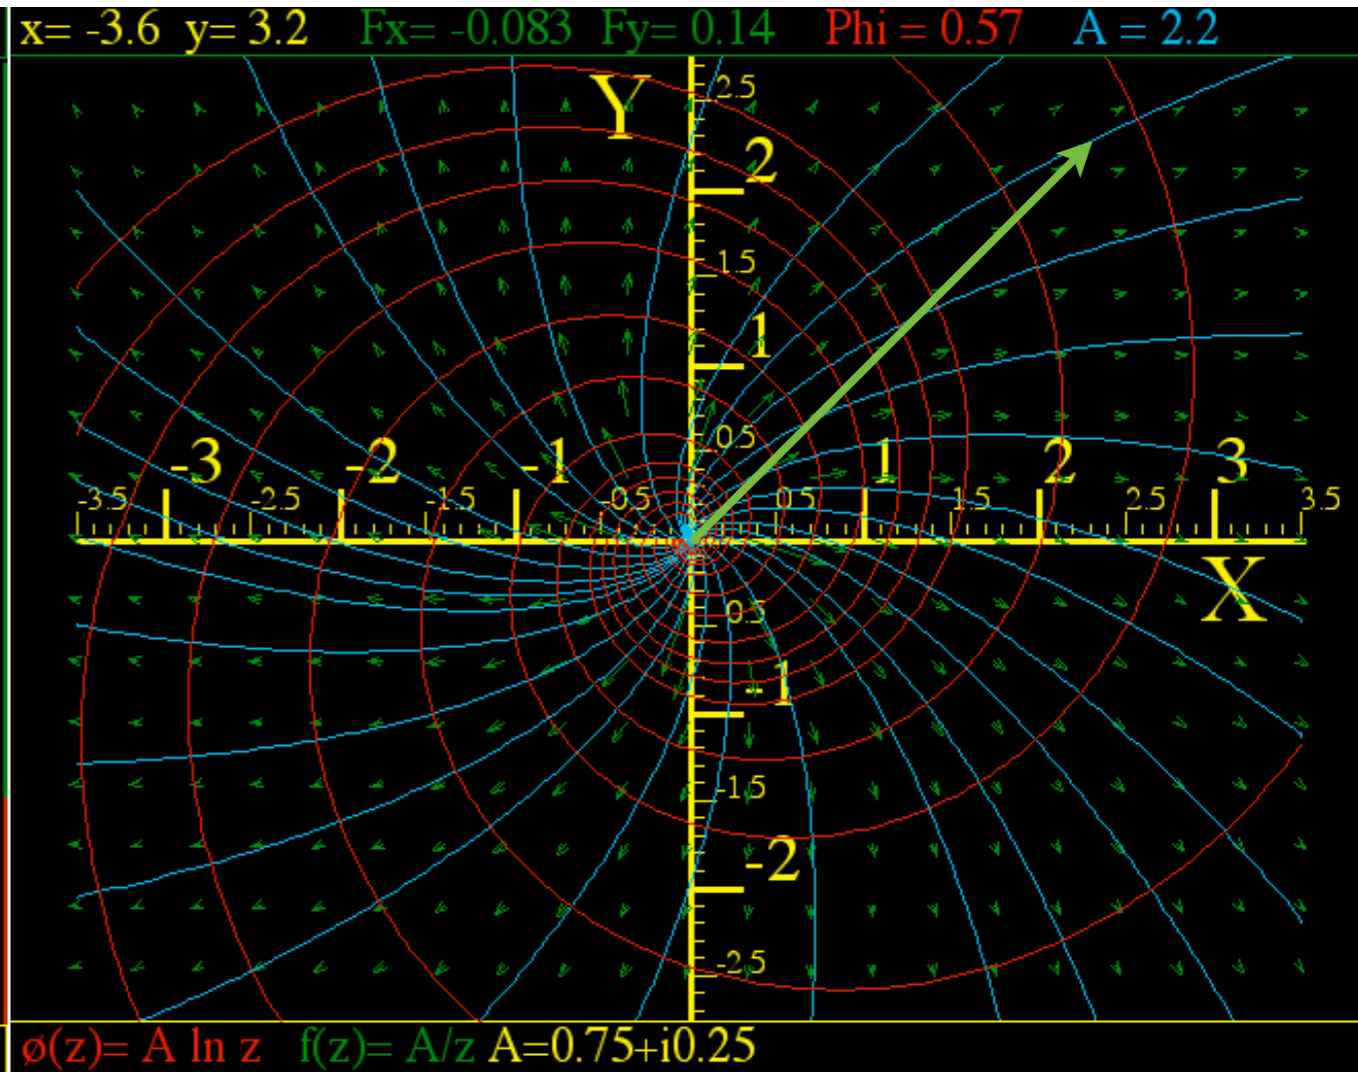 x= -3.6 y= 3.2 Fx= -0.083 Fy= 0.14 Phi = 0.57 A = 2.2
Y
2.5
2
1.5
1
0.5
-3 -2 -1 1 2 3
-3.5 -2.5 -1.5 -0.5 0.5 1.5 2.5 3.5
X
0.5
-1
-1.5
-2
-2.5
ø(z)= A ln z f(z)= A/z A=0.75+i0.25